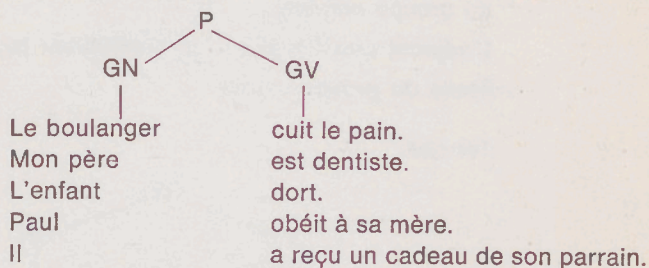 P
GN GV
Le boulanger cuit le pain.
Mon père est dentiste.
L'enfant dort.
Paul obéit à sa mère.
Il a reçu un cadeau de son parrain.